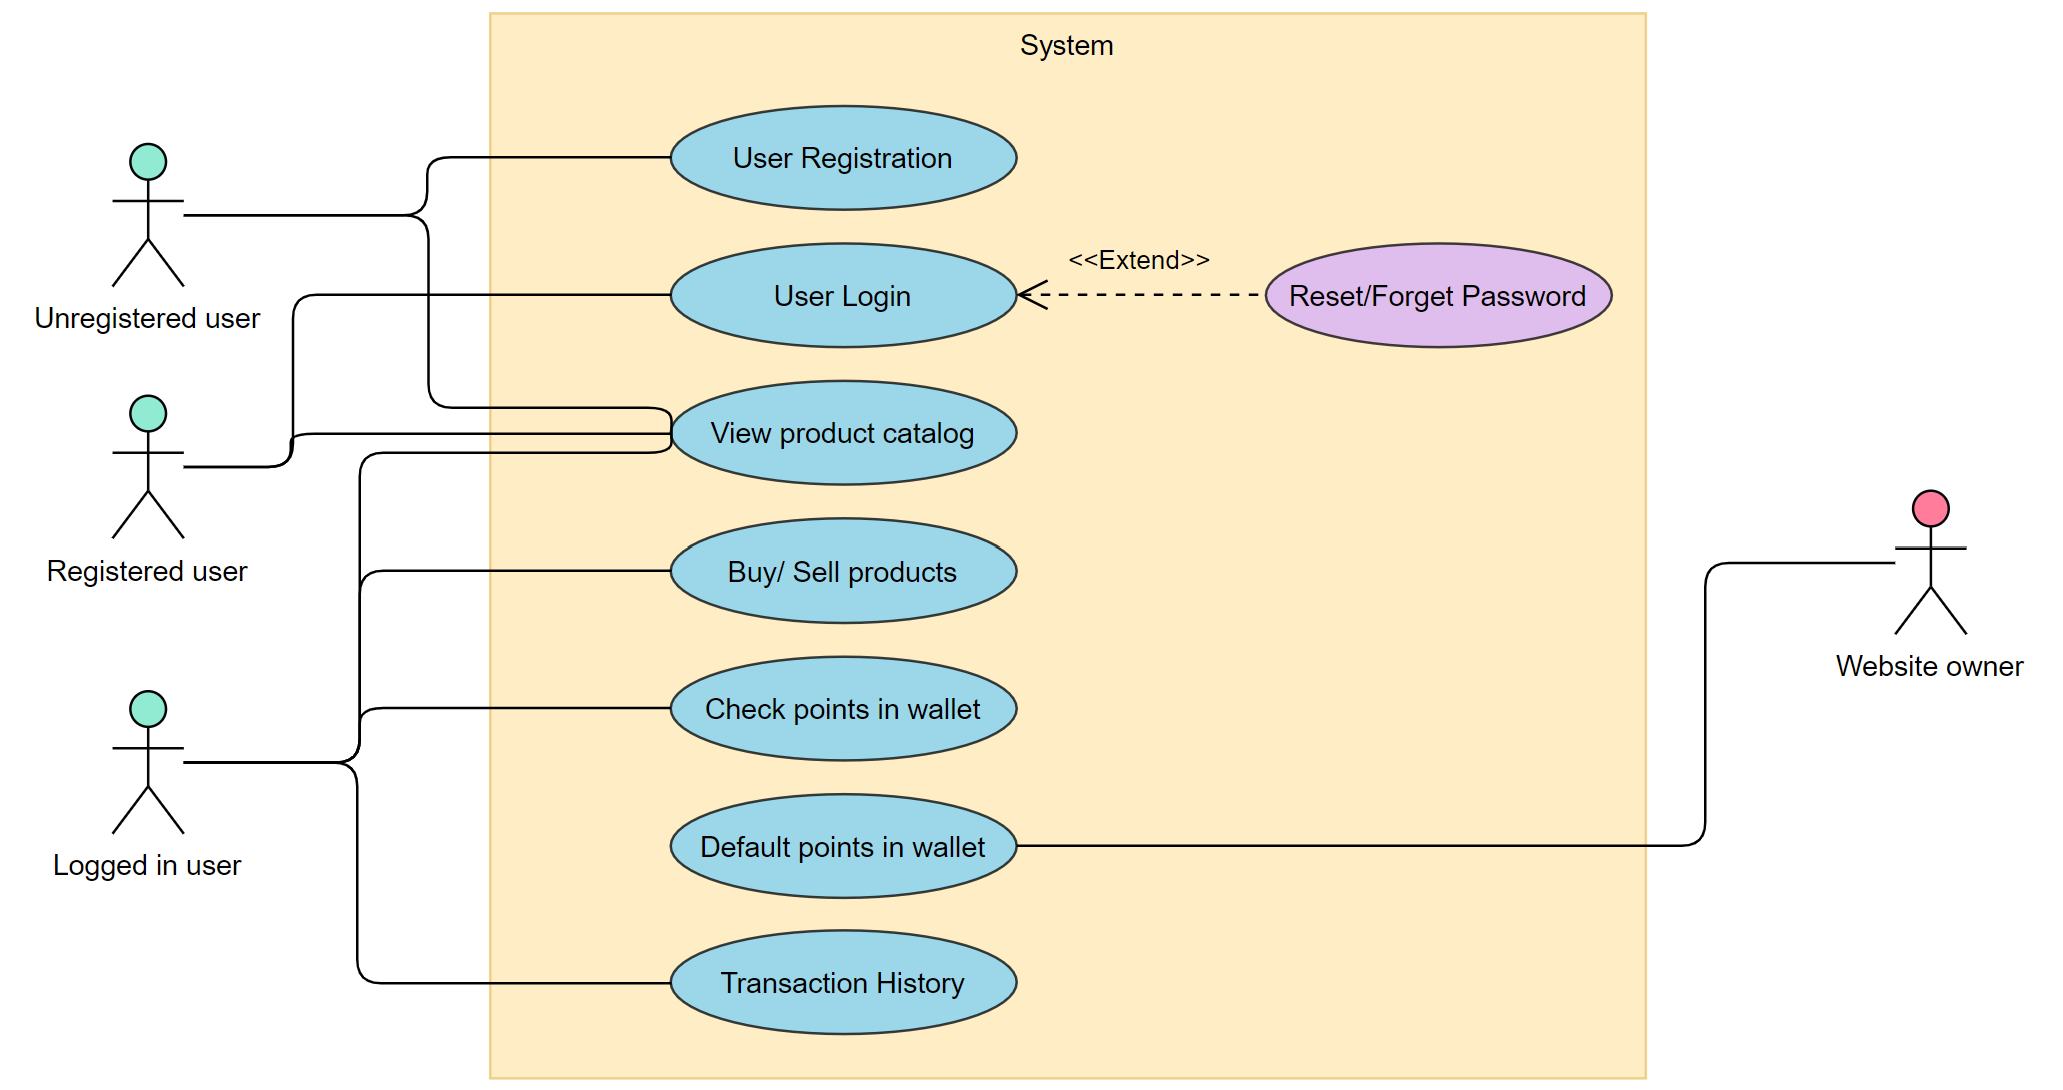 System
User Registration
Unregistered user
User Login
<<Extend>>
Reset/Forget Password
View product catalog
Registered user
Buy/ Sell products
Check points in wallet
Website owner
Logged in user
Default points in wallet
Transaction History